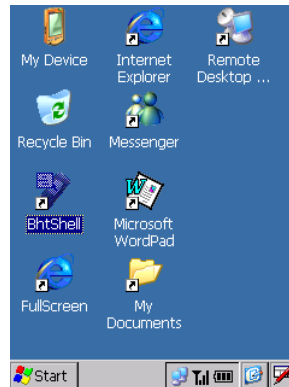 My Device
Internet
Explorer
Remote
Desktop ...
Recycle Bin
Messenger
BhtShell
Microsoft
WordPad
FullScreen
My
Documents
Start